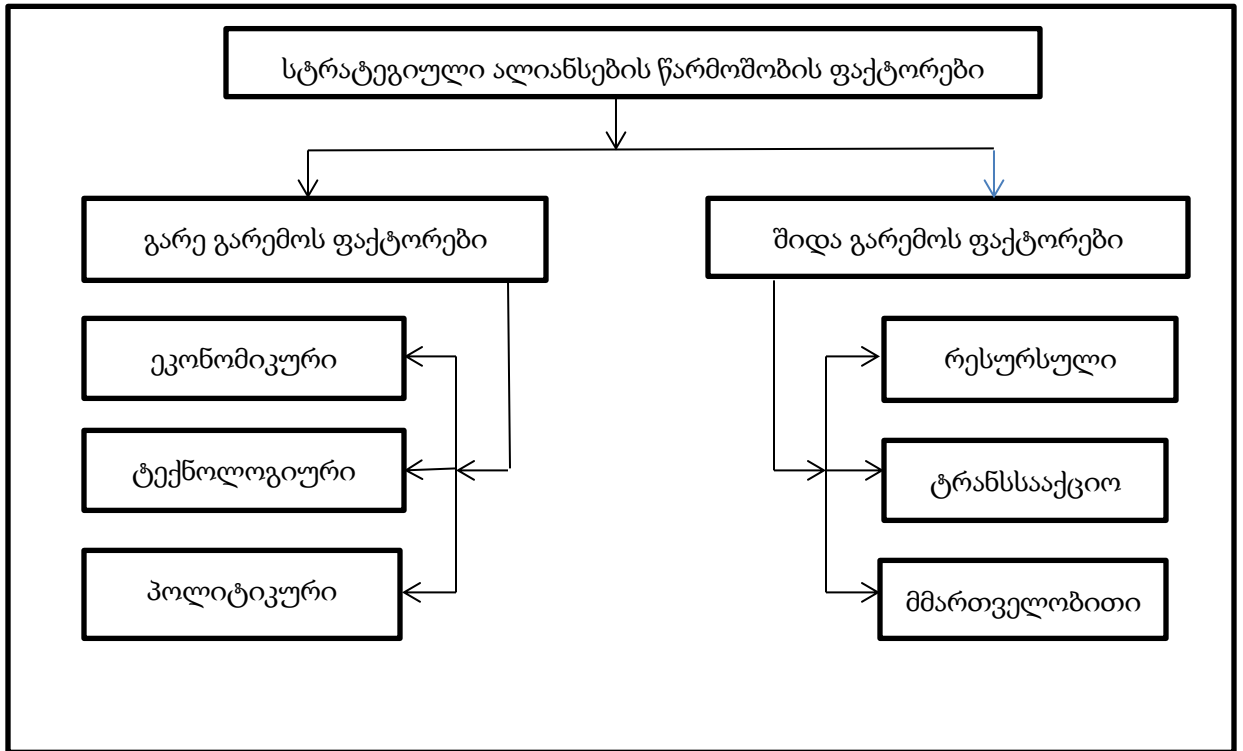 სტრატეგიული ალიანსების წარმოშობის ფაქტორები
გარე გარემოს ფაქტორები
შიდა გარემოს ფაქტორები
ეკონომიკური
რესურსული
ტექნოლოგიური
ტრანსსააქციო
პოლიტიკური
მმართველობითი